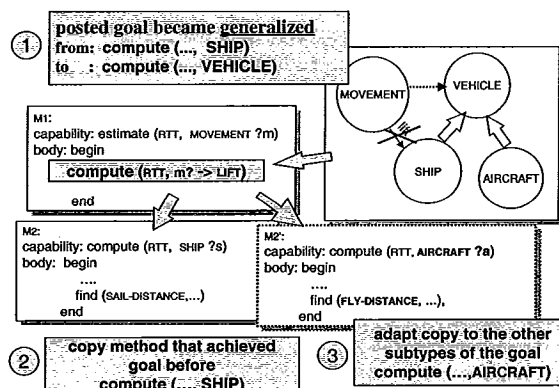 1
posted goal became generalized
from: compute (..., SHIP)
to : compute (..., VEHICLE)
MOVEMENT
VEHICLE
SHIP
AIRCRAFT
M1:
capability: estimate (RTT, MOVEMENT ?m)
body: begin
compute (RTT, m? -> LIFT)
end
M2:
capability: compute (RTT, SHIP ?s)
body: begin
....
find (SAIL-DISTANCE,...)
end
M2':
capability: compute (RTT, AIRCRAFT ?a)
body: begin
....
find (FLY-DISTANCE, ...),
end
2
copy method that achieved
goal before
compute (..., SHIP)
3
adapt copy to the other
subtypes of the goal
compute (...,AIRCRAFT)